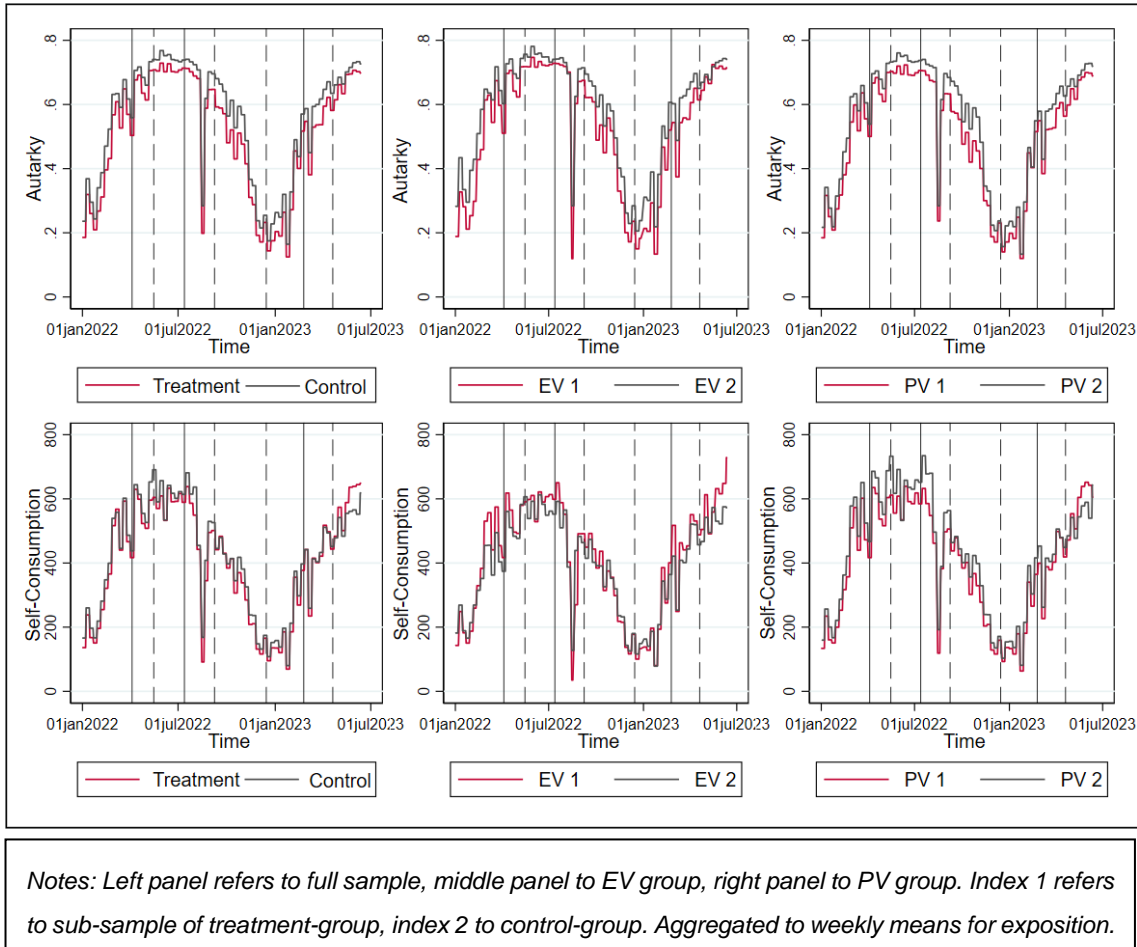 .8
.6
.4
.2
0
Autarky
01jan2022 01jul2022 01jan2023 01jul2023
Time
Treatment Control
.8
.6
.4
.2
0
Autarky
01jan2022 01jul2022 01jan2023 01jul2023
Time
EV 1 EV 2
.8
.6
.4
.2
0
Autarky
01jan2022 01jul2022 01jan2023 01jul2023
Time
PV 1 PV 2
800
600
400
200
0
Self-Consumption
01jan2022 01jul2022 01jan2023 01jul2023
Time
Treatment Control
800
600
400
200
0
Self-Consumption
01jan2022 01jul2022 01jan2023 01jul2023
Time
EV 1 EV 2
800
600
400
200
0
Self-Consumption
01jan2022 01jul2022 01jan2023 01jul2023
Time
PV 1 PV 2
Notes: Left panel refers to full sample, middle panel to EV group, right panel to PV group. Index 1 refers
to sub-sample of treatment-group, index 2 to control-group. Aggregated to weekly means for exposition.